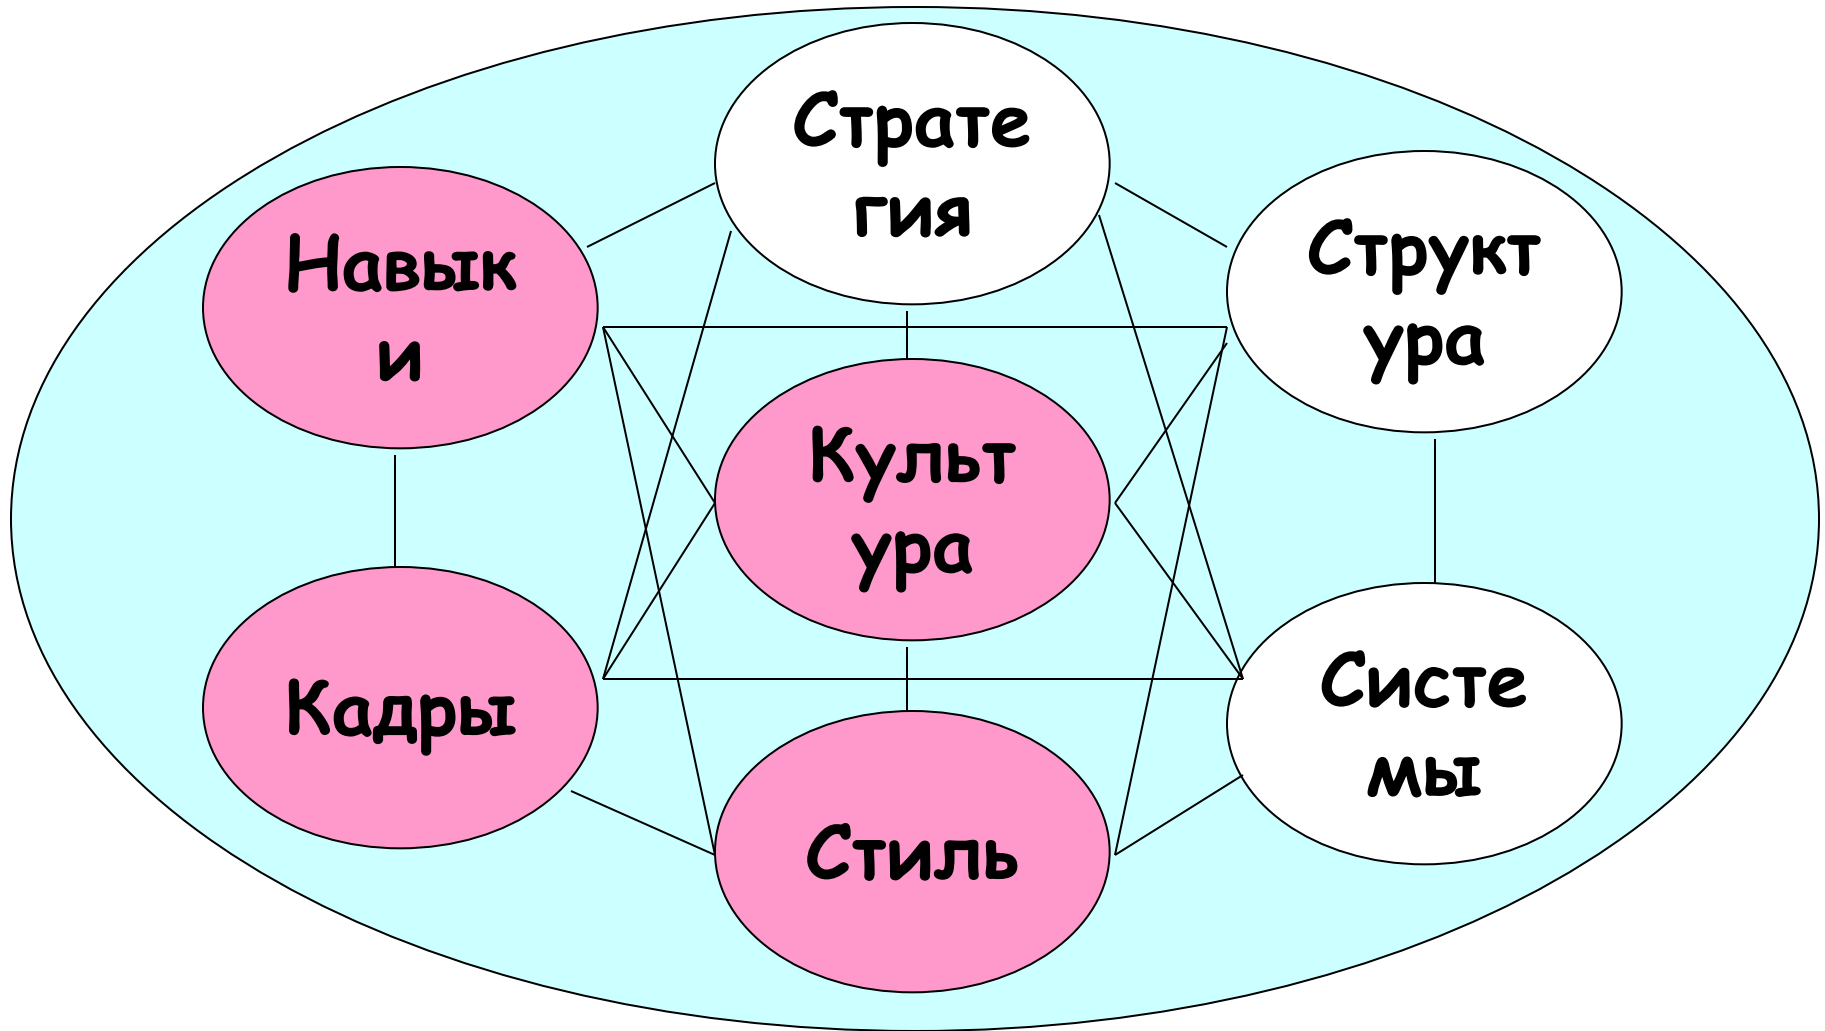 Страте
гия
Навык
и
Структ
ура
Культ
ура
Кадры
Систе
мы
Стиль